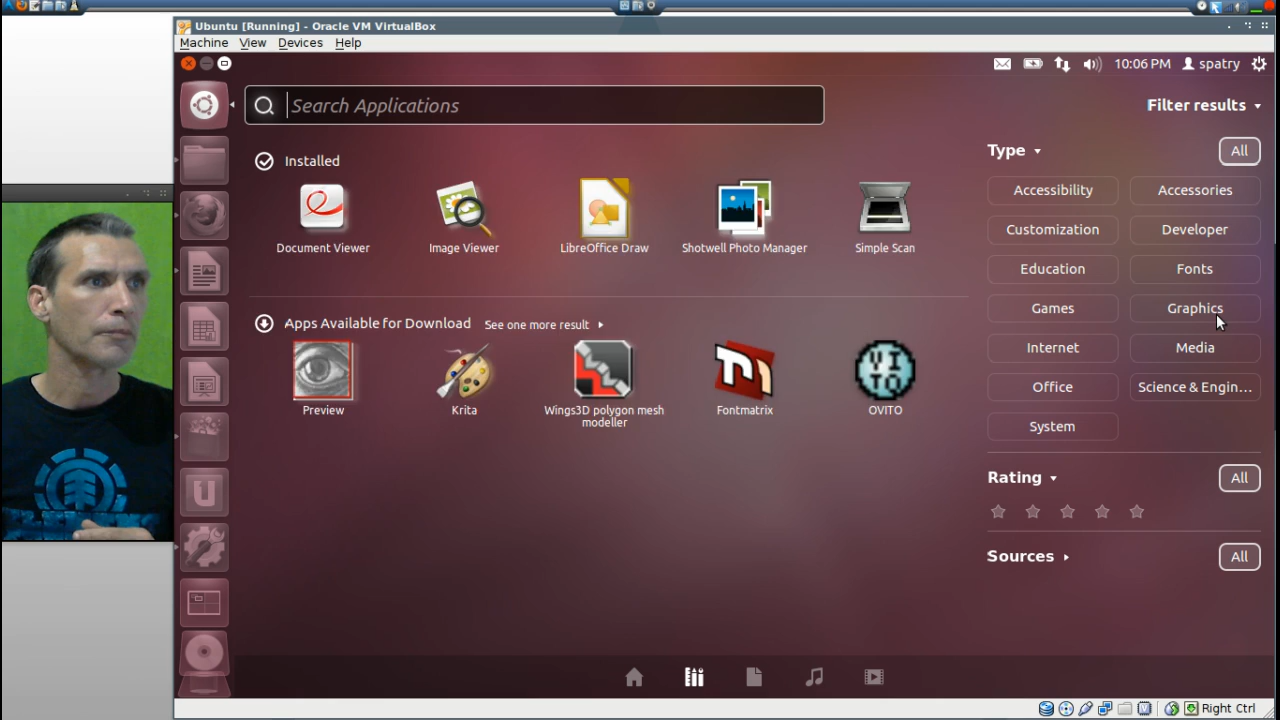 Ubuntu [Running] - Oracle VM VirtualBox
Machine View Devices Help
10:06 PM spatry
Search Applications
Filter results
Installed
Type All
Accessibility Accessories
Document Viewer Image Viewer LibreOffice Draw Shotwell Photo Manager Simple Scan
Customization Developer
Education Fonts
Games Graphics
Apps Available for Download See one more result
Internet Media
Office Science & Engin...
Preview Krita Wings3D polygon mesh modeller Fontmatrix OVITO
System
Rating All
Sources All
Right Ctrl